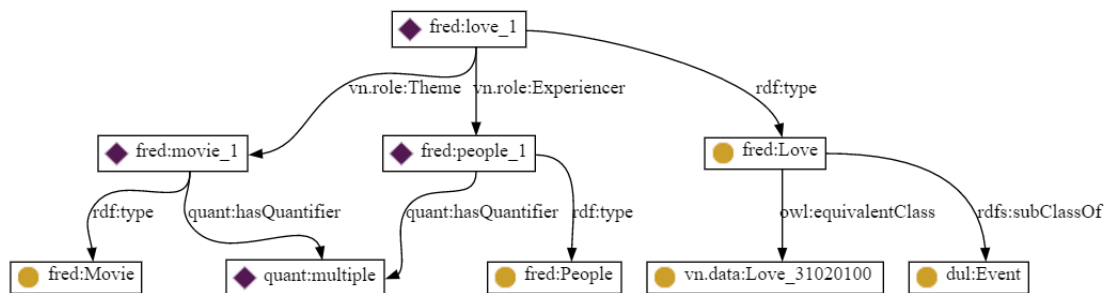 fred:love_1
vn.role:Theme
vn.role:Experiencer
rdf:type
fred:movie_1
fred:people_1
fred:Love
rdf:type
quant:hasQuantifier
quant:hasQuantifier
rdf:type
owl:equivalentClass
rdfs:subClassOf
fred:Movie
quant:multiple
fred:People
vn.data:Love_31020100
dul:Event